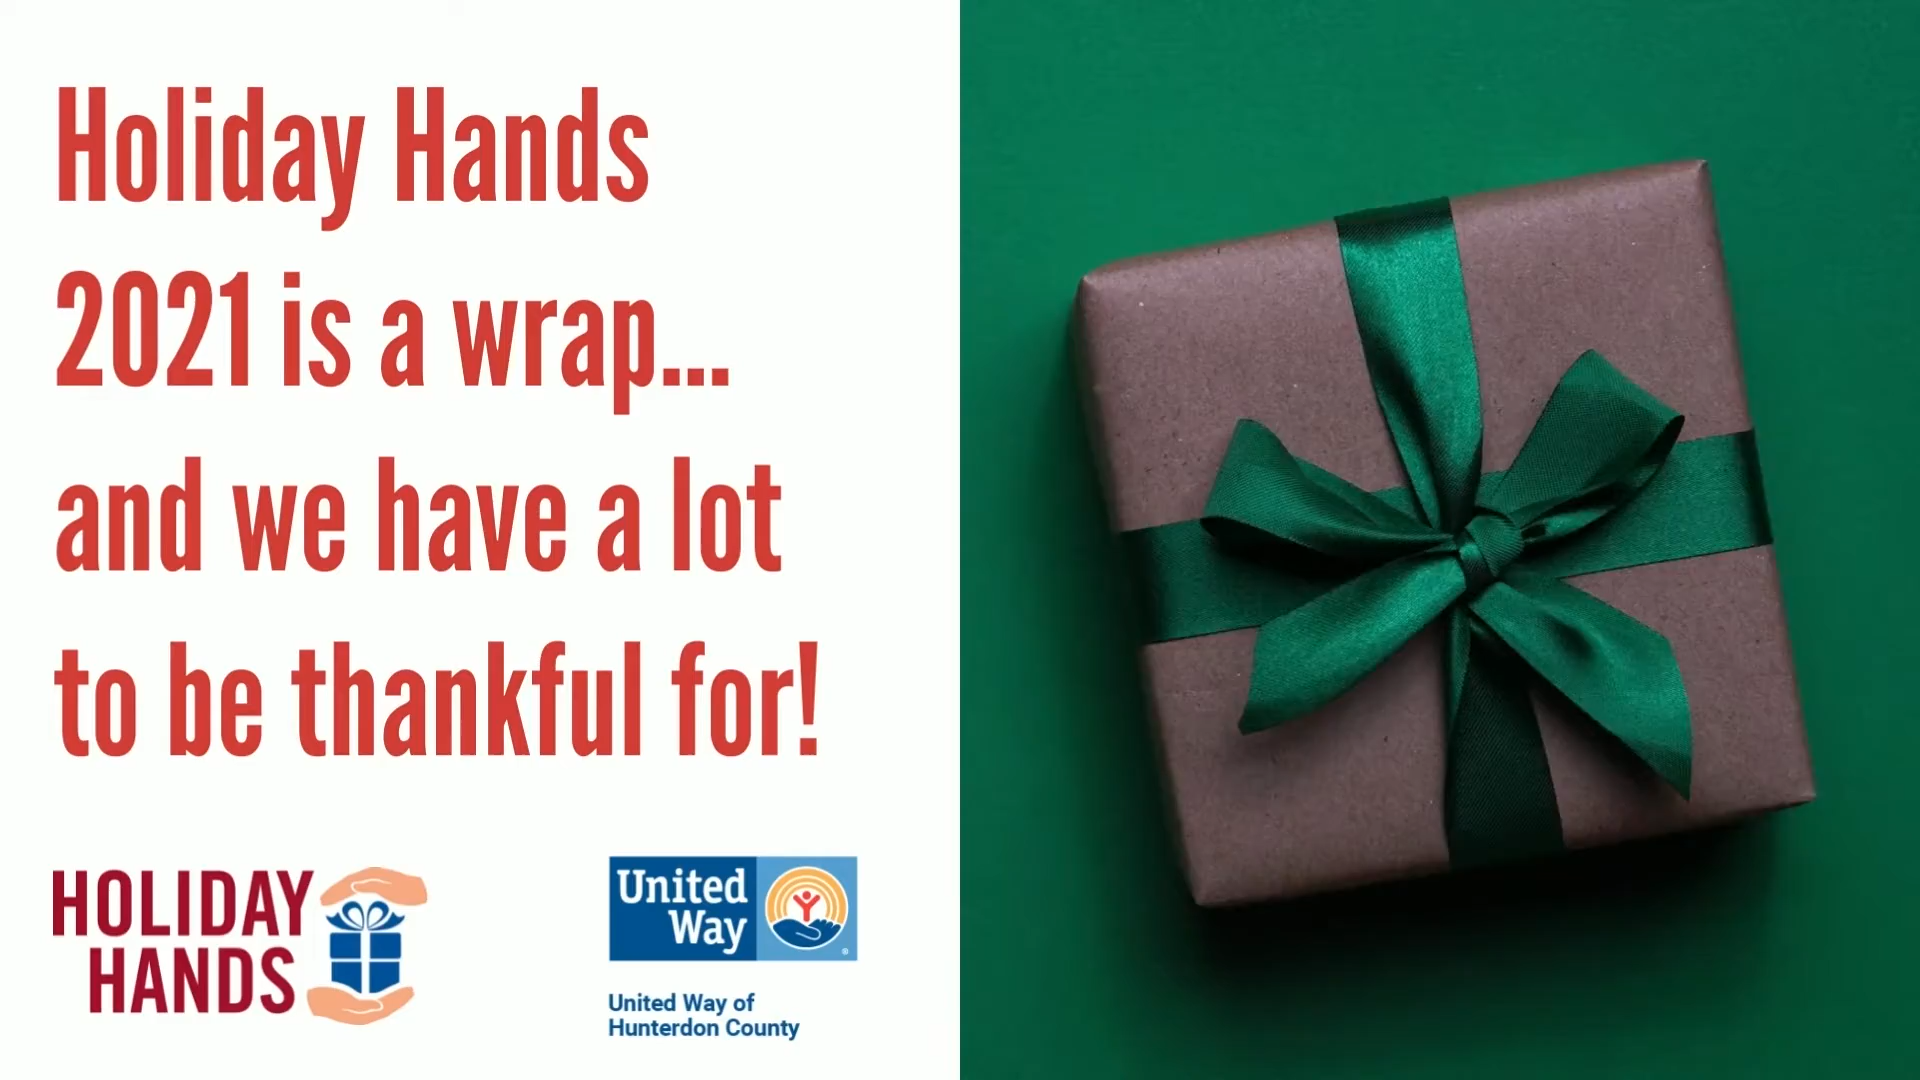 Holiday Hands
2021 is a wrap...
and we have a lot
to be thankful for!
HOLIDAY
HANDS
United
Way
®
United Way of
Hunterdon County